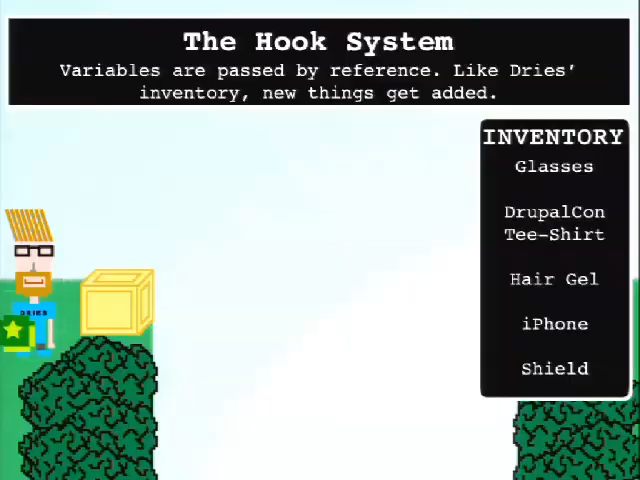 The Hook System
Variables are passed by reference. Like Dries'
inventory, new things get added.
INVENTORY
Glasses
DrupalCon
Tee-Shirt
Hair Gel
iPhone
Shield
DRIES